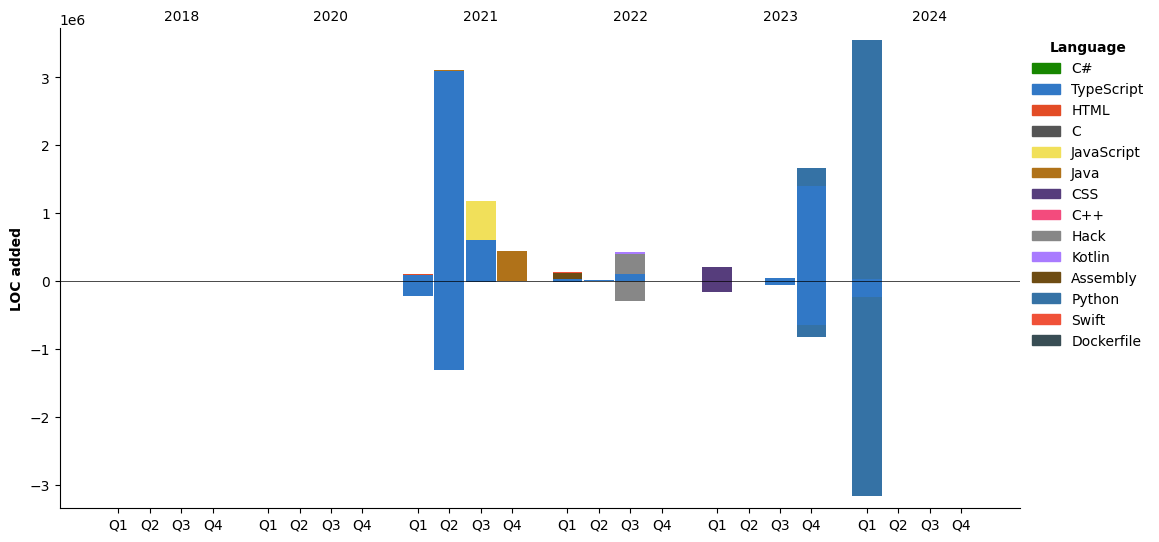 1e6
2018 2020 2021 2022 2023 2024
Language
C#
TypeScript
HTML
C
JavaScript
Java
CSS
C++
Hack
Kotlin
Assembly
Python
Swift
Dockerfile
LOC added
3
2
1
0
−1
−2
−3
Q1 Q2 Q3 Q4 Q1 Q2 Q3 Q4 Q1 Q2 Q3 Q4 Q1 Q2 Q3 Q4 Q1 Q2 Q3 Q4 Q1 Q2 Q3 Q4